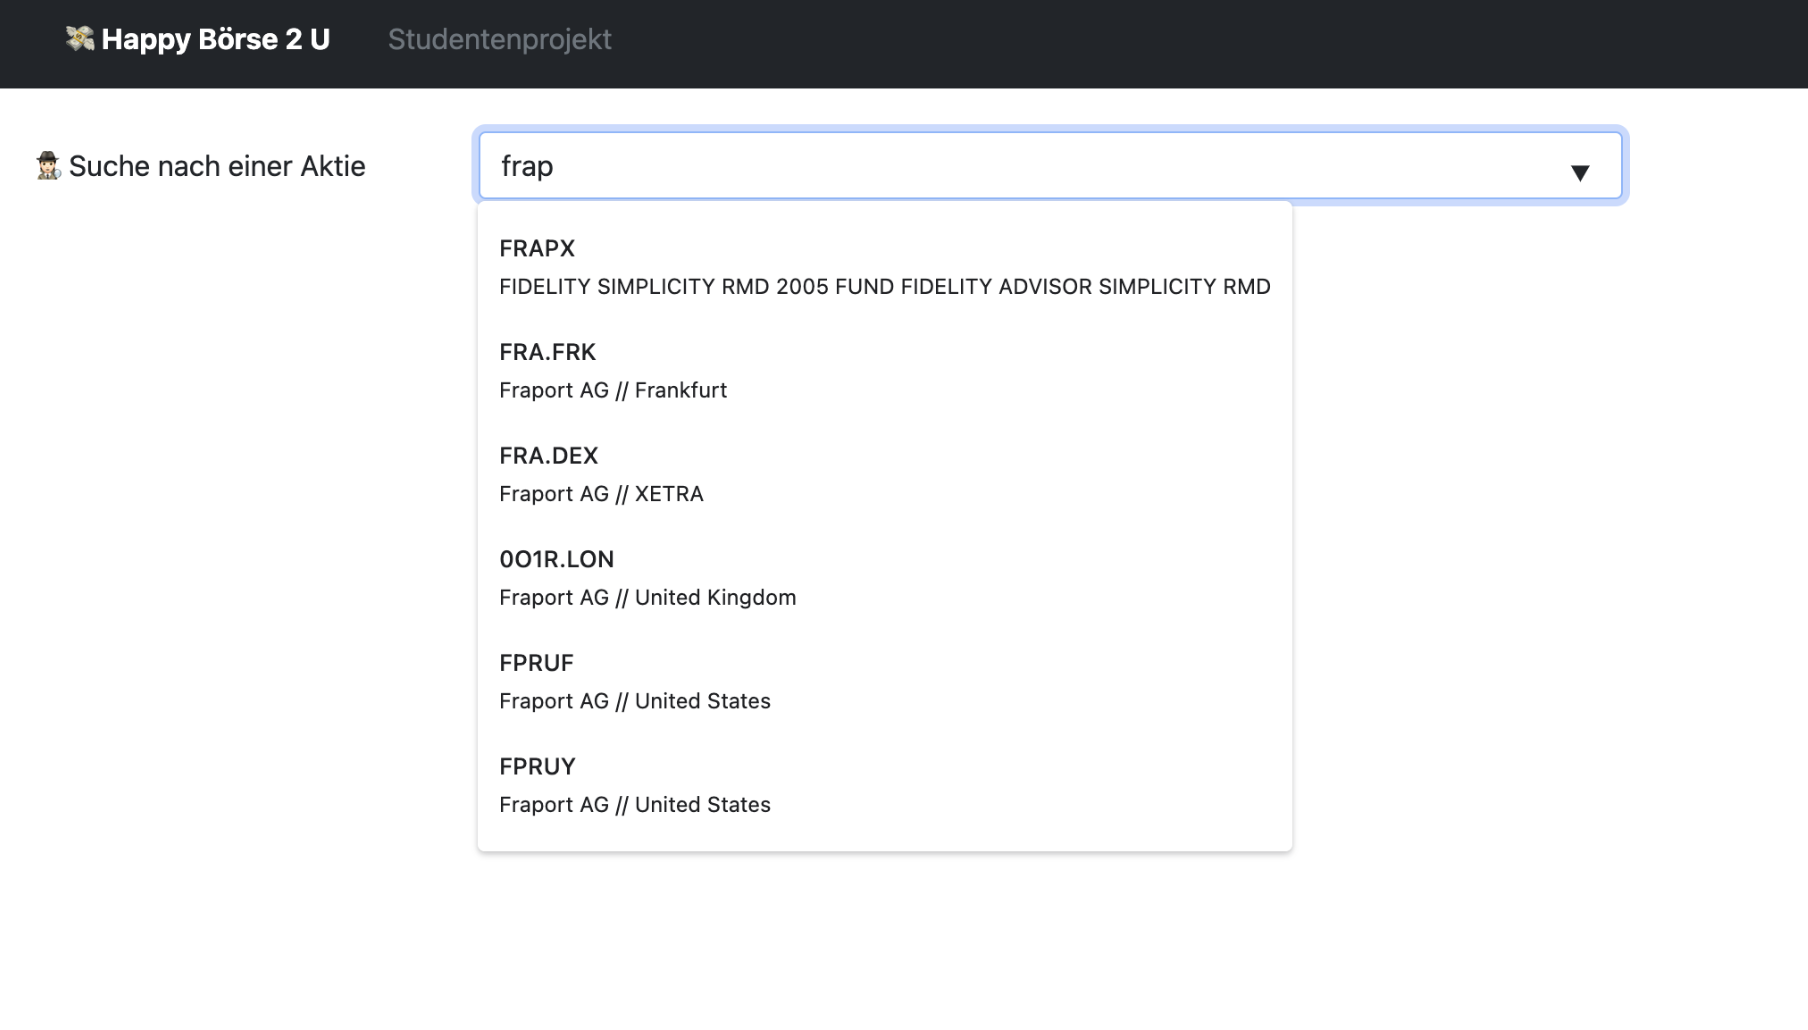 Happy Börse 2 U Studentenprojekt
Suche nach einer Aktie frap
FRAPX
FIDELITY SIMPLICITY RMD 2005 FUND FIDELITY ADVISOR SIMPLICITY RMD
FRA.FRK
Fraport AG // Frankfurt
FRA.DEX
Fraport AG // XETRA
0O1R.LON
Fraport AG // United Kingdom
FPRUF
Fraport AG // United States
FPRUY
Fraport AG // United States